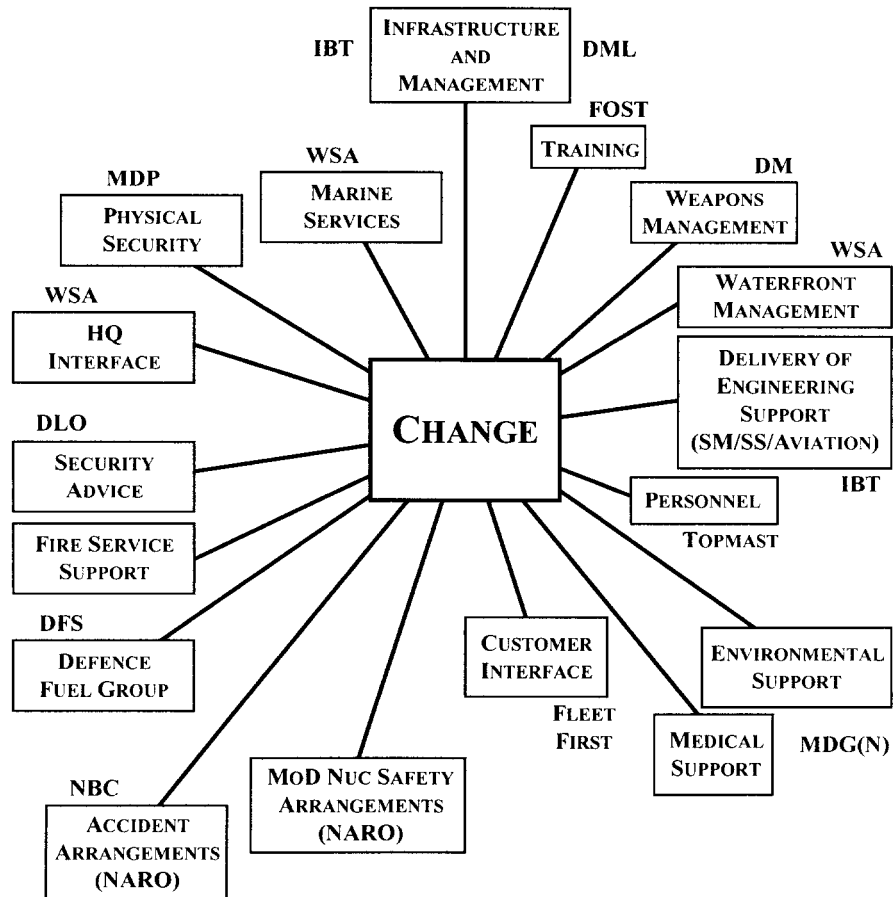 IBT
INFRASTRUCTURE
AND
MANAGEMENT
DML
FOST
TRAINING
WSA
MARINE
SERVICES
DM
WEAPONS
MANAGEMENT
MDP
PHYSICAL
SECURITY
WSA
WATERFRONT
MANAGEMENT
WSA
HQ
INTERFACE
DELIVERY OF
ENGINEERING
SUPPORT
(SM/SS/AVIATION)
IBT
CHANGE
DLO
SECURITY
ADVICE
PERSONNEL
TOPMAST
FIRE SERVICE
SUPPORT
DFS
DEFENCE
FUEL GROUP
CUSTOMER
INTERFACE
FLEET
FIRST
ENVIRONMENTAL
SUPPORT
MEDICAL
SUPPORT
MDG(N)
MOD NUC SAFETY
ARRANGEMENTS
(NARO)
NBC
ACCIDENT
ARRANGEMENTS
(NARO)